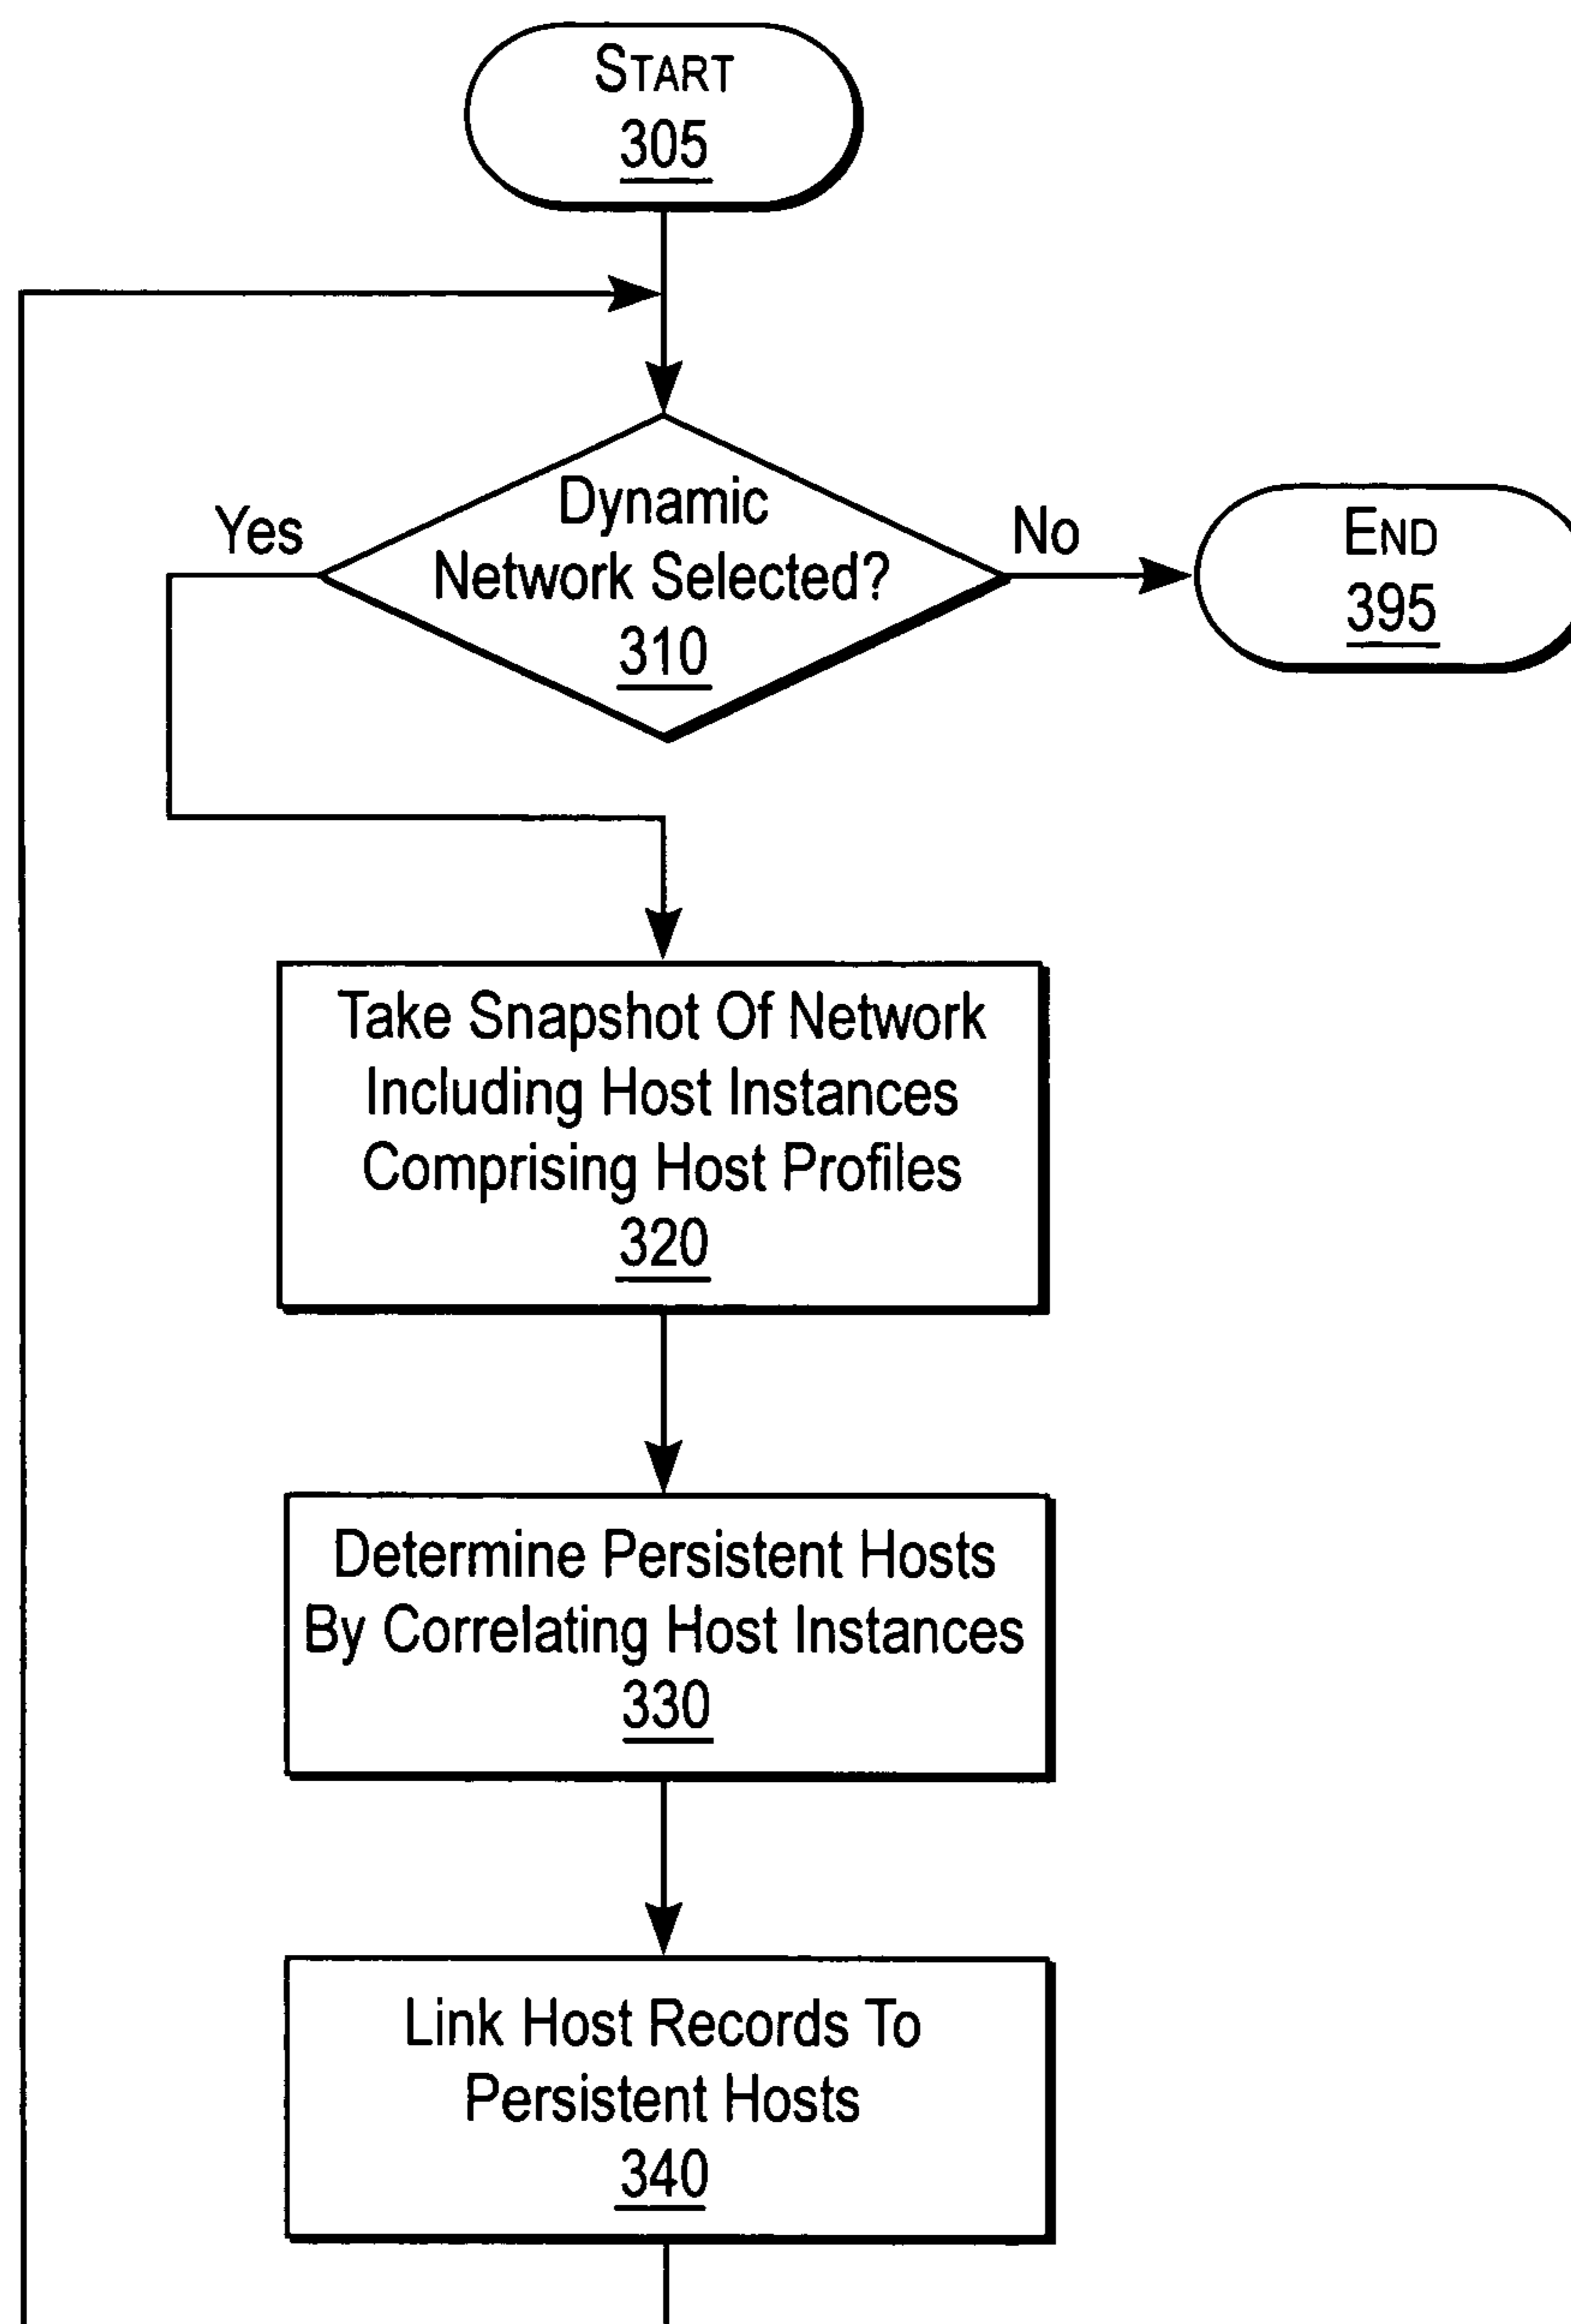 START
305
Dynamic
Network Selected?
310
Yes
No
END
395
Take Snapshot Of Network
Including Host Instances
Comprising Host Profiles
320
Determine Persistent Hosts
By Correlating Host Instances
330
Link Host Records To
Persistent Hosts
340